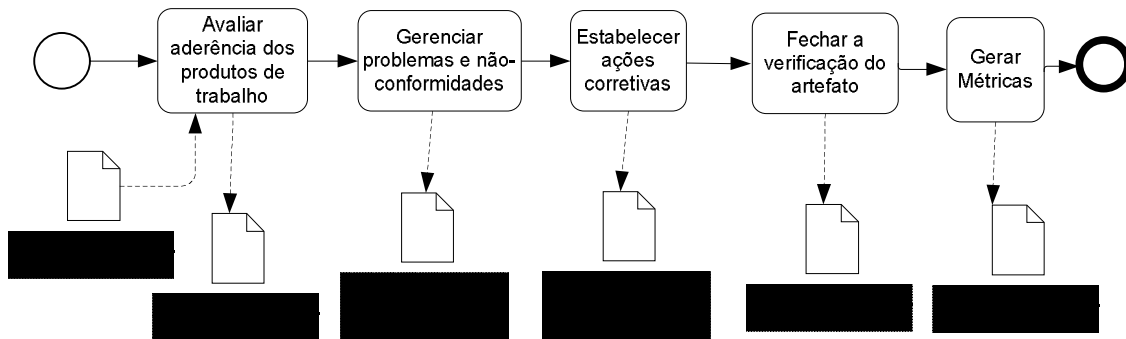 Avaliar
aderência dos
produtos de
trabalho
Gerenciar
problemas e não-
conformidades
Estabelecer
ações
corretivas
Fechar a
verificação do
artefato
Gerar
Métricas